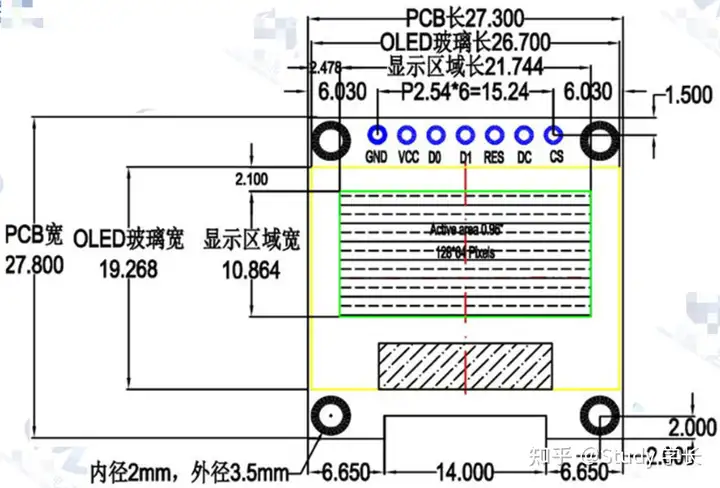 PCB长27.300
OLED玻璃长26.700
2.478 显示区域长21.744
6.030 P2.54*6=15.24 6.030
1.500
GND VCC D0 D1 RES DC CS
2.100
PCB宽 OLED玻璃宽 显示区域宽
27.800 19.268 10.864
Active area 0.96"
128*64 Pixels
2.000
知乎 @Study学长
内径2mm，外径3.5mm
6.650 14.000 6.650